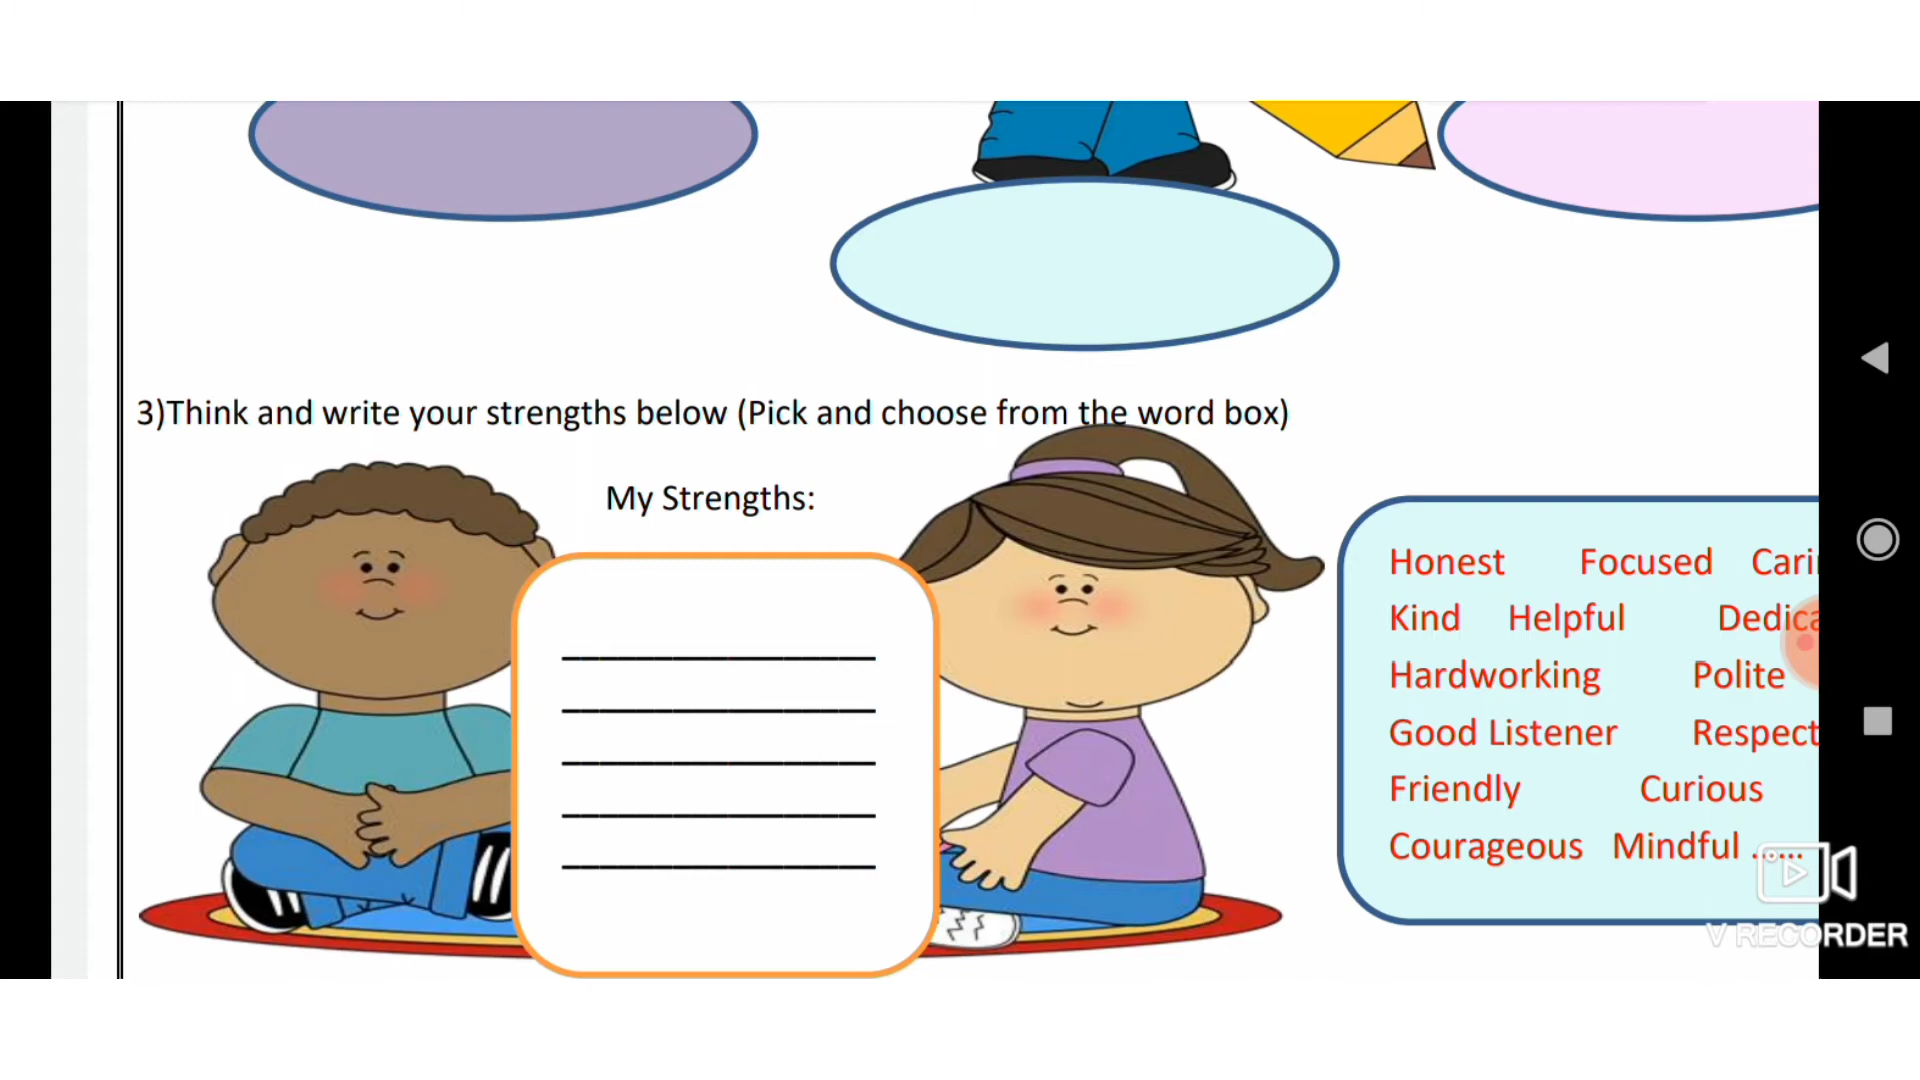 3)Think and write your strengths below (Pick and choose from the word box)
My Strengths:
Honest Focused
Kind Helpful
Hardworking Polite
Good Listener
Friendly Curious
Courageous Mindful ......
V RECORDER